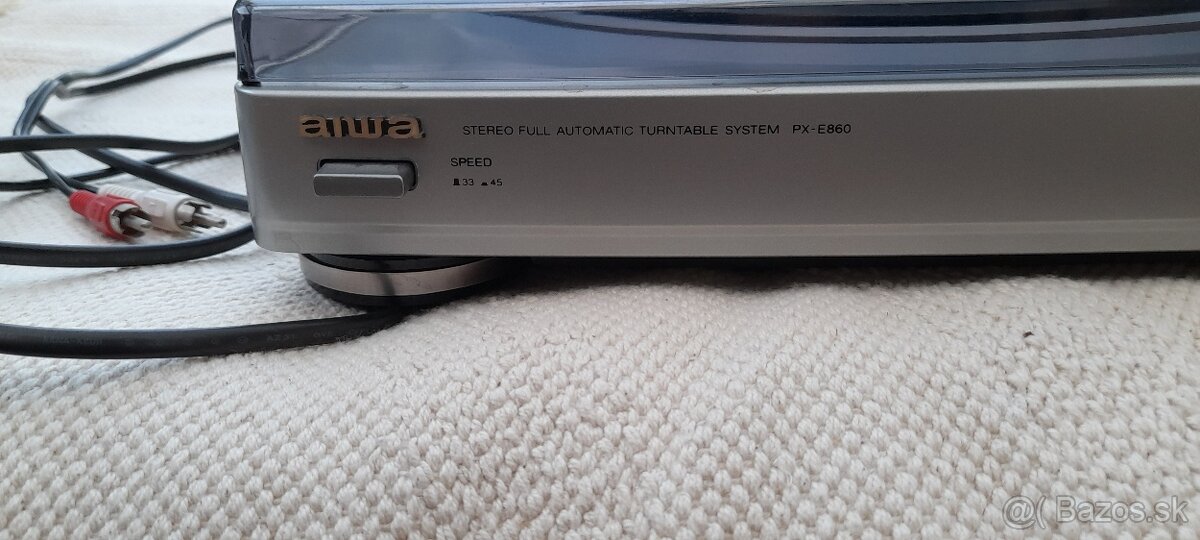 aiwa
STEREO FULL AUTOMATIC TURNTABLE SYSTEM PX-E860
SPEED
33 45
@( Bazos.sk